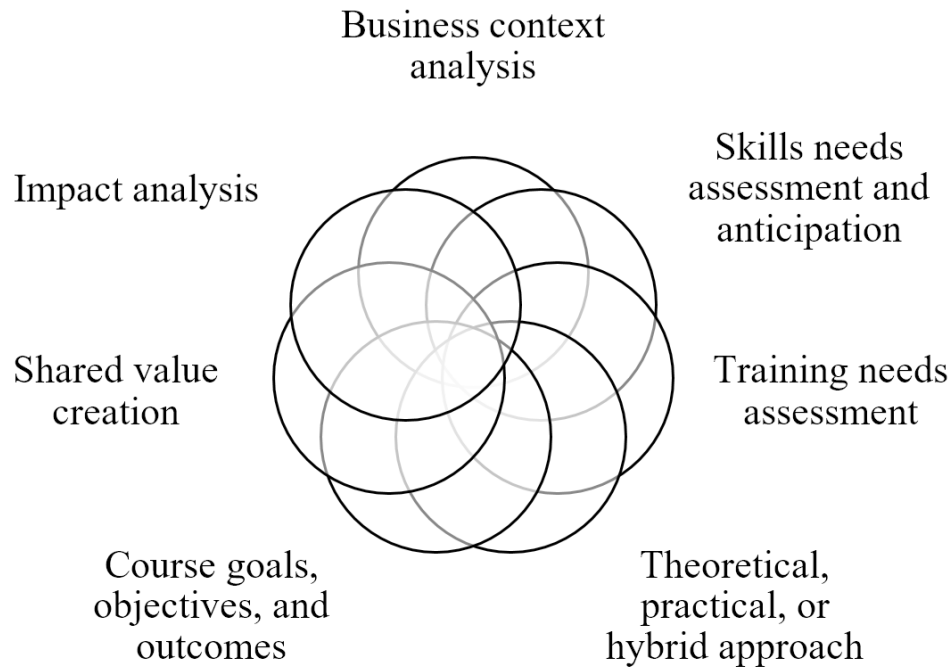 Business context
analysis
Skills needs
assessment and
anticipation
Impact analysis
Training needs
assessment
Shared value
creation
Theoretical,
practical, or
hybrid approach
Course goals,
objectives, and
outcomes